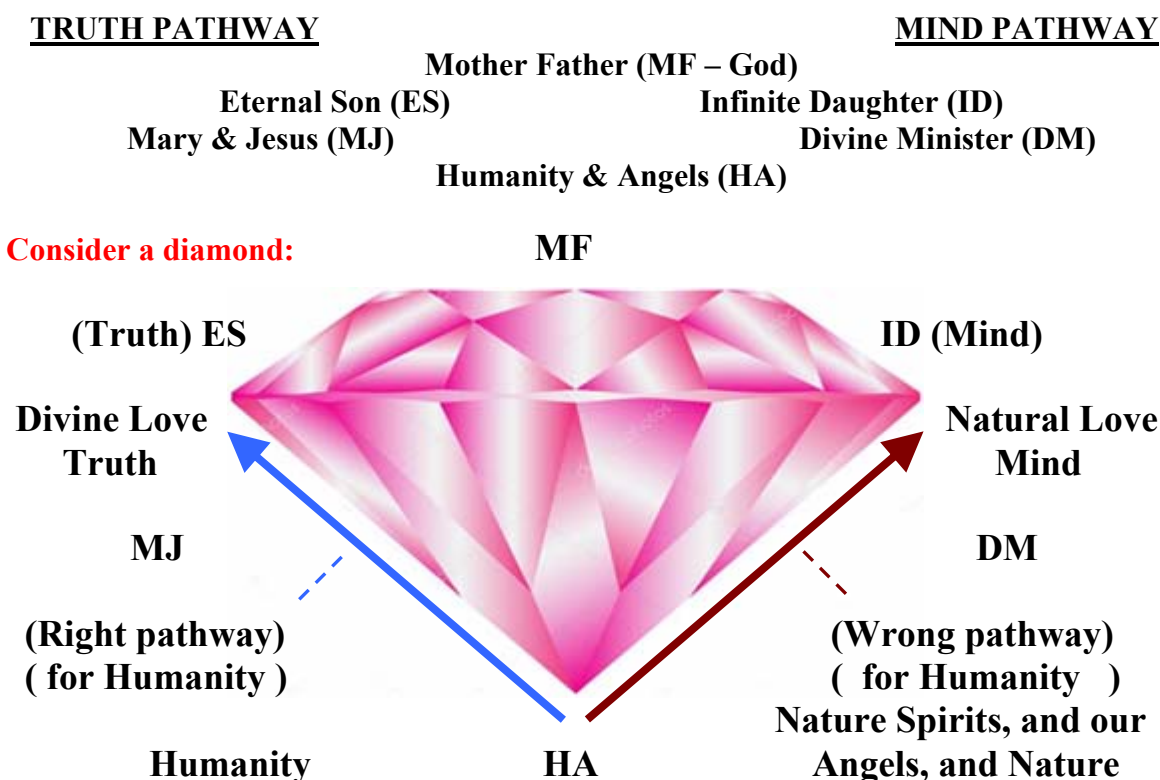 TRUTH PATHWAY MIND PATHWAY
Mother Father (MF – God)
Eternal Son (ES) Infinite Daughter (ID)
Mary & Jesus (MJ) Divine Minister (DM)
Humanity & Angels (HA)
Consider a diamond: MF
(Truth) ES ID (Mind)
Divine Love Natural Love
Truth Mind
MJ DM
(Right pathway) (Wrong pathway)
( for Humanity ) ( for Humanity )
Nature Spirits, and our
Humanity HA Angels, and Nature